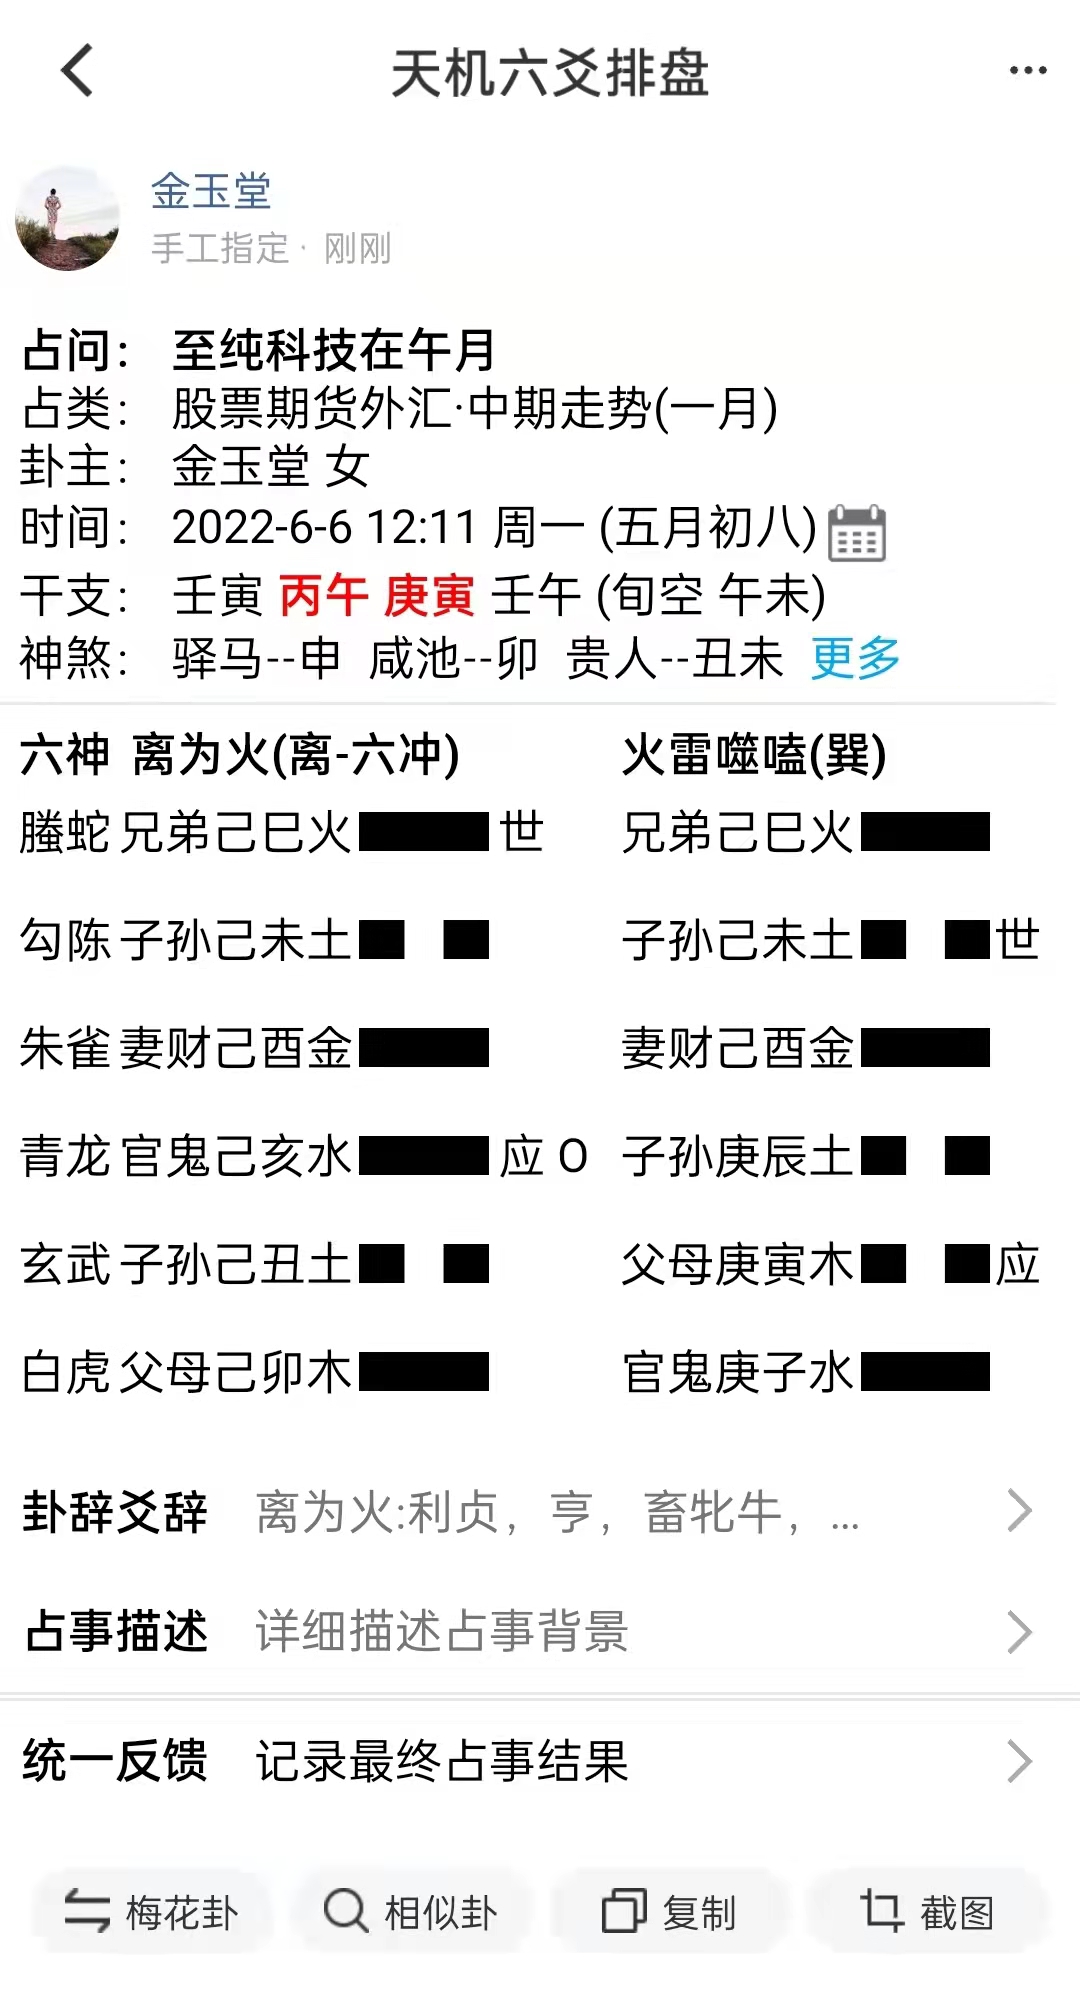 天机六爻排盘
金玉堂
手工指定· 刚刚
占问： 至纯科技在午月
占类： 股票期货外汇·中期走势(一月)
卦主： 金玉堂 女
时间： 2022-6-6 12:11 周一 (五月初八)
干支： 壬寅 丙午 庚寅 壬午 (旬空 午未)
神煞： 驿马--申 咸池--卯 贵人--丑未 更多
六神 离为火(离-六冲) 火雷噬嗑(巽)
螣蛇 兄弟己巳火 世 兄弟己巳火
勾陈 子孙己未土 子孙己未土 世
朱雀 妻财己酉金 妻财己酉金
青龙 官鬼己亥水 应 O 子孙庚辰土
玄武 子孙己丑土 父母庚寅木 应
白虎 父母己卯木 官鬼庚子水
卦辞爻辞 离为火:利贞，亨，畜牝牛，...
占事描述 详细描述占事背景
统一反馈 记录最终占事结果
梅花卦 相似卦 复制 截图